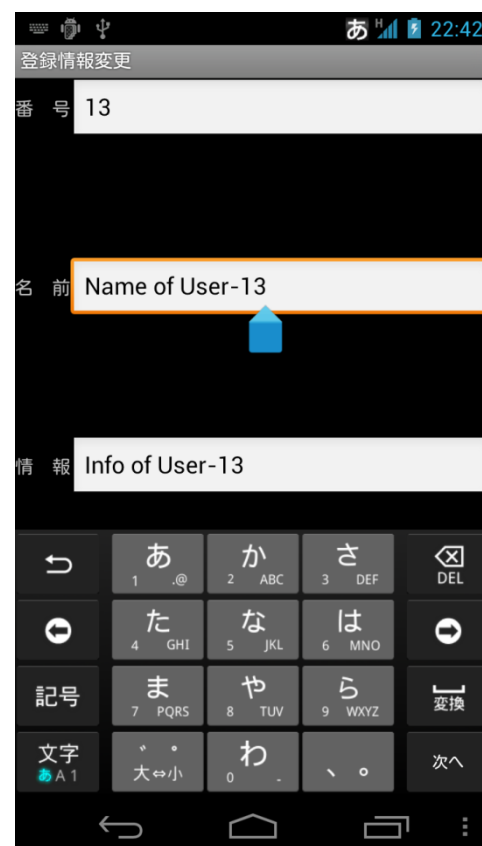 あ H 22:42
登録情報変更
番 号 13
名 前 Name of User-13
情 報 Info of User-13
あ 1 .@ か 2 ABC さ 3 DEF DEL
た 4 GHI な 5 JKL は 6 MNO
記号 ま 7 PQRS や 8 TUV ら 9 WXYZ 変換
文字 あA1 ゛ ゜ 大⇔小 わ 0 - 、 。 次へ